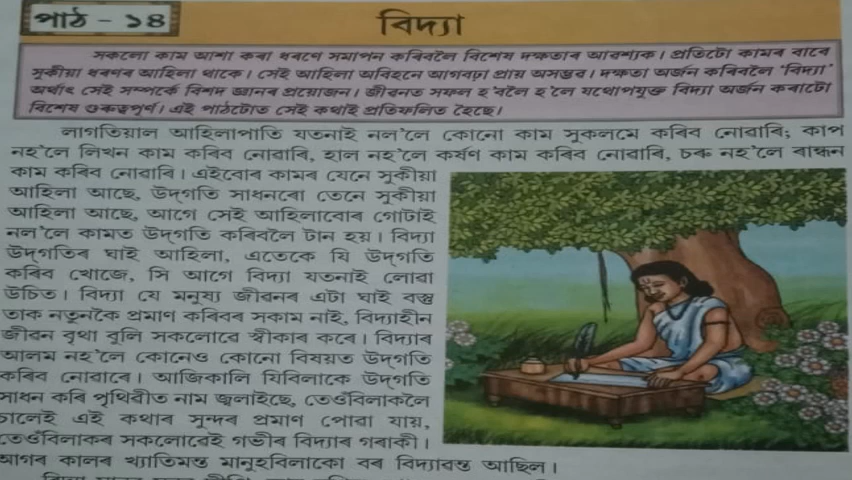 পাঠ - ১৪
বিদ্যা
সকলো কাম আশা কৰা ধৰণে সমাপন কৰিবলৈ বিশেষ দক্ষতাৰ আৱশ্যক। প্ৰতিটো কামৰ বাবে
সুকীয়া ধৰণৰ আহিলা থাকে। সেই আহিলা অবিহনে আগবঢ়া প্ৰায় অসম্ভৱ। দক্ষতা অৰ্জন কৰিবলৈ 'বিদ্যা'
অৰ্থাৎ সেই সম্পৰ্কে বিশদ জ্ঞানৰ প্ৰয়োজন। জীৱনত সফল হ'বলৈ হ'লে যথোপযুক্ত বিদ্যা অৰ্জন কৰাটো
বিশেষ গুৰুত্বপূৰ্ণ। এই পাঠটোত সেই কথাই প্ৰতিফলিত হৈছে।
লাগতিয়াল আহিলাপাতি যতনাই নল'লে কোনো কাম সুকলমে কৰিব নোৱাৰি; কাপ
নহ'লে লিখন কাম কৰিব নোৱাৰি, হাল নহ'লে কৰ্ষণ কাম কৰিব নোৱাৰি, চৰু নহ'লে ৰান্ধন
কাম কৰিব নোৱাৰি। এইবোৰ কামৰ যেনে সুকীয়া
আহিলা আছে, উদ্‌গতি সাধনৰো তেনে সুকীয়া
আহিলা আছে, আগে সেই আহিলাবোৰ গোটাই
নল'লে কামত উদ্‌গতি কৰিবলৈ টান হয়। বিদ্যা
উদ্‌গতিৰ ঘাই আহিলা, এতেকে যি উদ্‌গতি
কৰিব খোজে, সি আগে বিদ্যা যতনাই লোৱা
উচিত। বিদ্যা যে মনুষ্য জীৱনৰ এটা ঘাই বস্তু
তাক নতুনকৈ প্ৰমাণ কৰিবৰ সকাম নাই, বিদ্যাহীন
জীৱন বৃথা বুলি সকলোৱে স্বীকাৰ কৰে। বিদ্যাৰ
আলম নহ'লে কোনেও কোনো বিষয়ত উদ্‌গতি
কৰিব নোৱাৰে। আজিকালি যিবিলাকে উদ্‌গতি
সাধন কৰি পৃথিৱীত নাম জ্বলাইছে, তেওঁবিলাকলৈ
চালেই এই কথাৰ সুন্দৰ প্ৰমাণ পোৱা যায়,
তেওঁবিলাকৰ সকলোৱেই গভীৰ বিদ্যাৰ গৰাকী।
আগৰ কালৰ খ্যাতিমন্ত মানুহবিলাকো বৰ বিদ্যাৱন্ত আছিল।